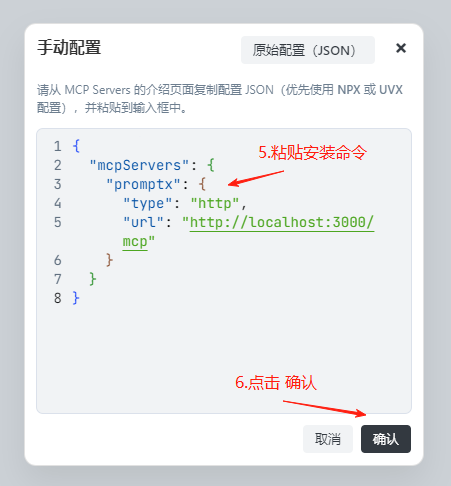 手动配置
原始配置（JSON）
×
请从 MCP Servers 的介绍页面复制配置 JSON（优先使用 NPX 或 UVX
配置），并粘贴到输入框中。
1 {
2 "mcpServers": {
3 "promptx": {
4 "type": "http",
5 "url": "http://localhost:3000/
mcp"
6 }
7 }
8 }
5.粘贴安装命令
6.点击 确认
取消
确认